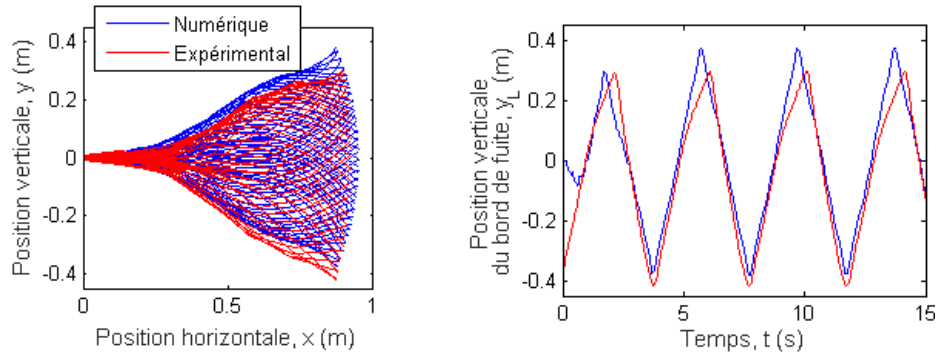 Numérique
Expérimental
Position verticale, y (m)
0.4
0.2
0
-0.2
-0.4
0
0.5
1
Position horizontale, x (m)
Position verticale
du bord de fuite, y_L (m)
0.4
0.2
0
-0.2
-0.4
0
5
10
15
Temps, t (s)